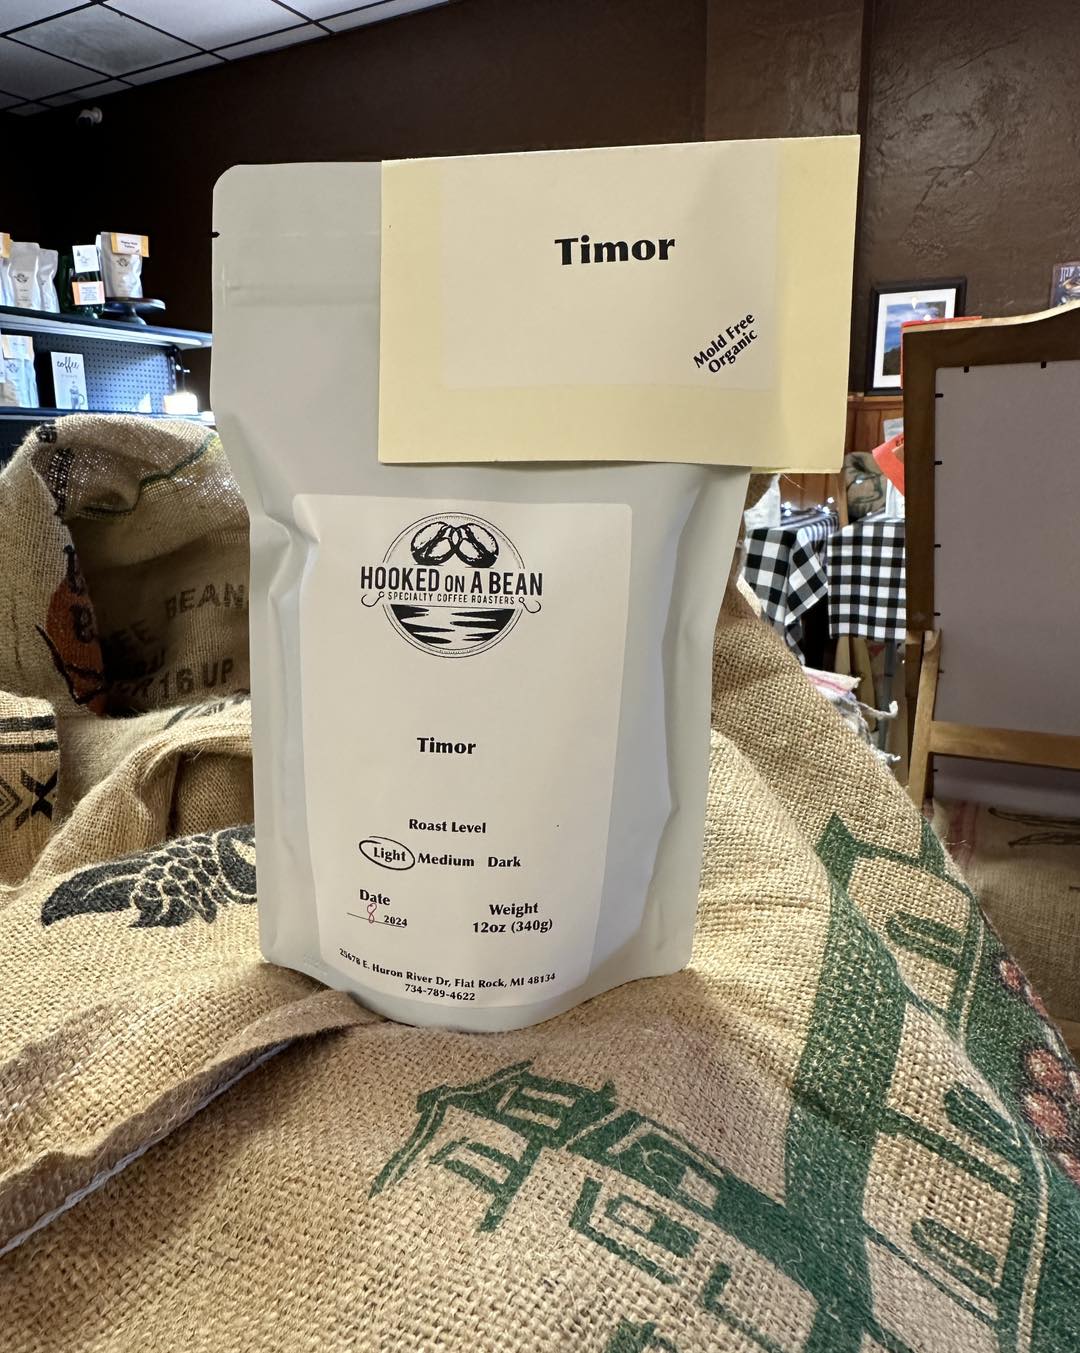 Timor
Mold Free
Organic
HOOKED ON A BEAN
SPECIALTY COFFEE ROASTERS
Timor
Roast Level
Light Medium Dark
Date
8 2024
Weight
12oz (340g)
25678 E. Huron River Dr, Flat Rock, MI 48134
734-789-4622
coffee
BEAN
16 UP